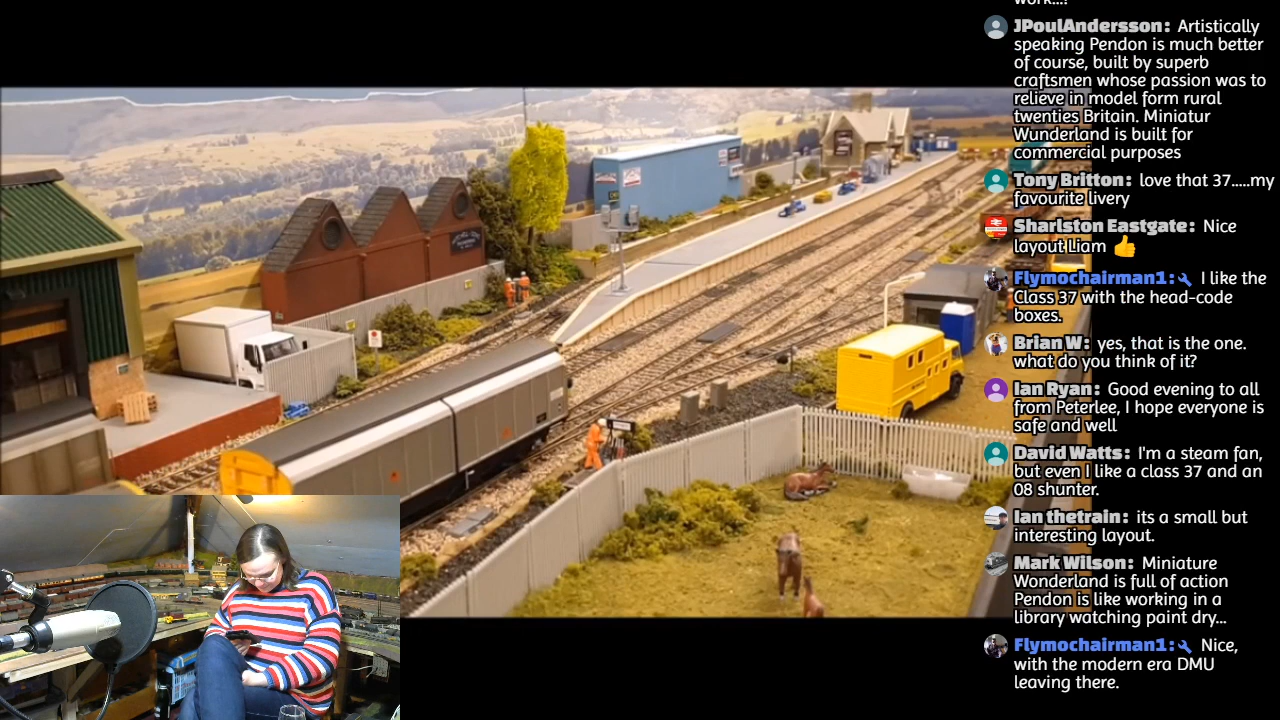 work...!
JPoulAndersson: Artistically
speaking Pendon is much better
of course, built by superb
craftsmen whose passion was to
relieve in model form rural
twenties Britain. Miniatur
Wunderland is built for
commercial purposes
Tony Britton: love that 37.....my
favourite livery
Sharlston Eastgate: Nice
layout Liam 👍
Flymochairman1: I like the
Class 37 with the head-code
boxes.
Brian W: yes, that is the one.
what do you think of it?
Ian Ryan: Good evening to all
from Peterlee, I hope everyone is
safe and well
David Watts: I'm a steam fan,
but even I like a class 37 and an
08 shunter.
Ian thetrain: its a small but
interesting layout.
Mark Wilson: Miniature
Wonderland is full of action
Pendon is like working in a
library watching paint dry...
Flymochairman1: Nice,
with the modern era DMU
leaving there.